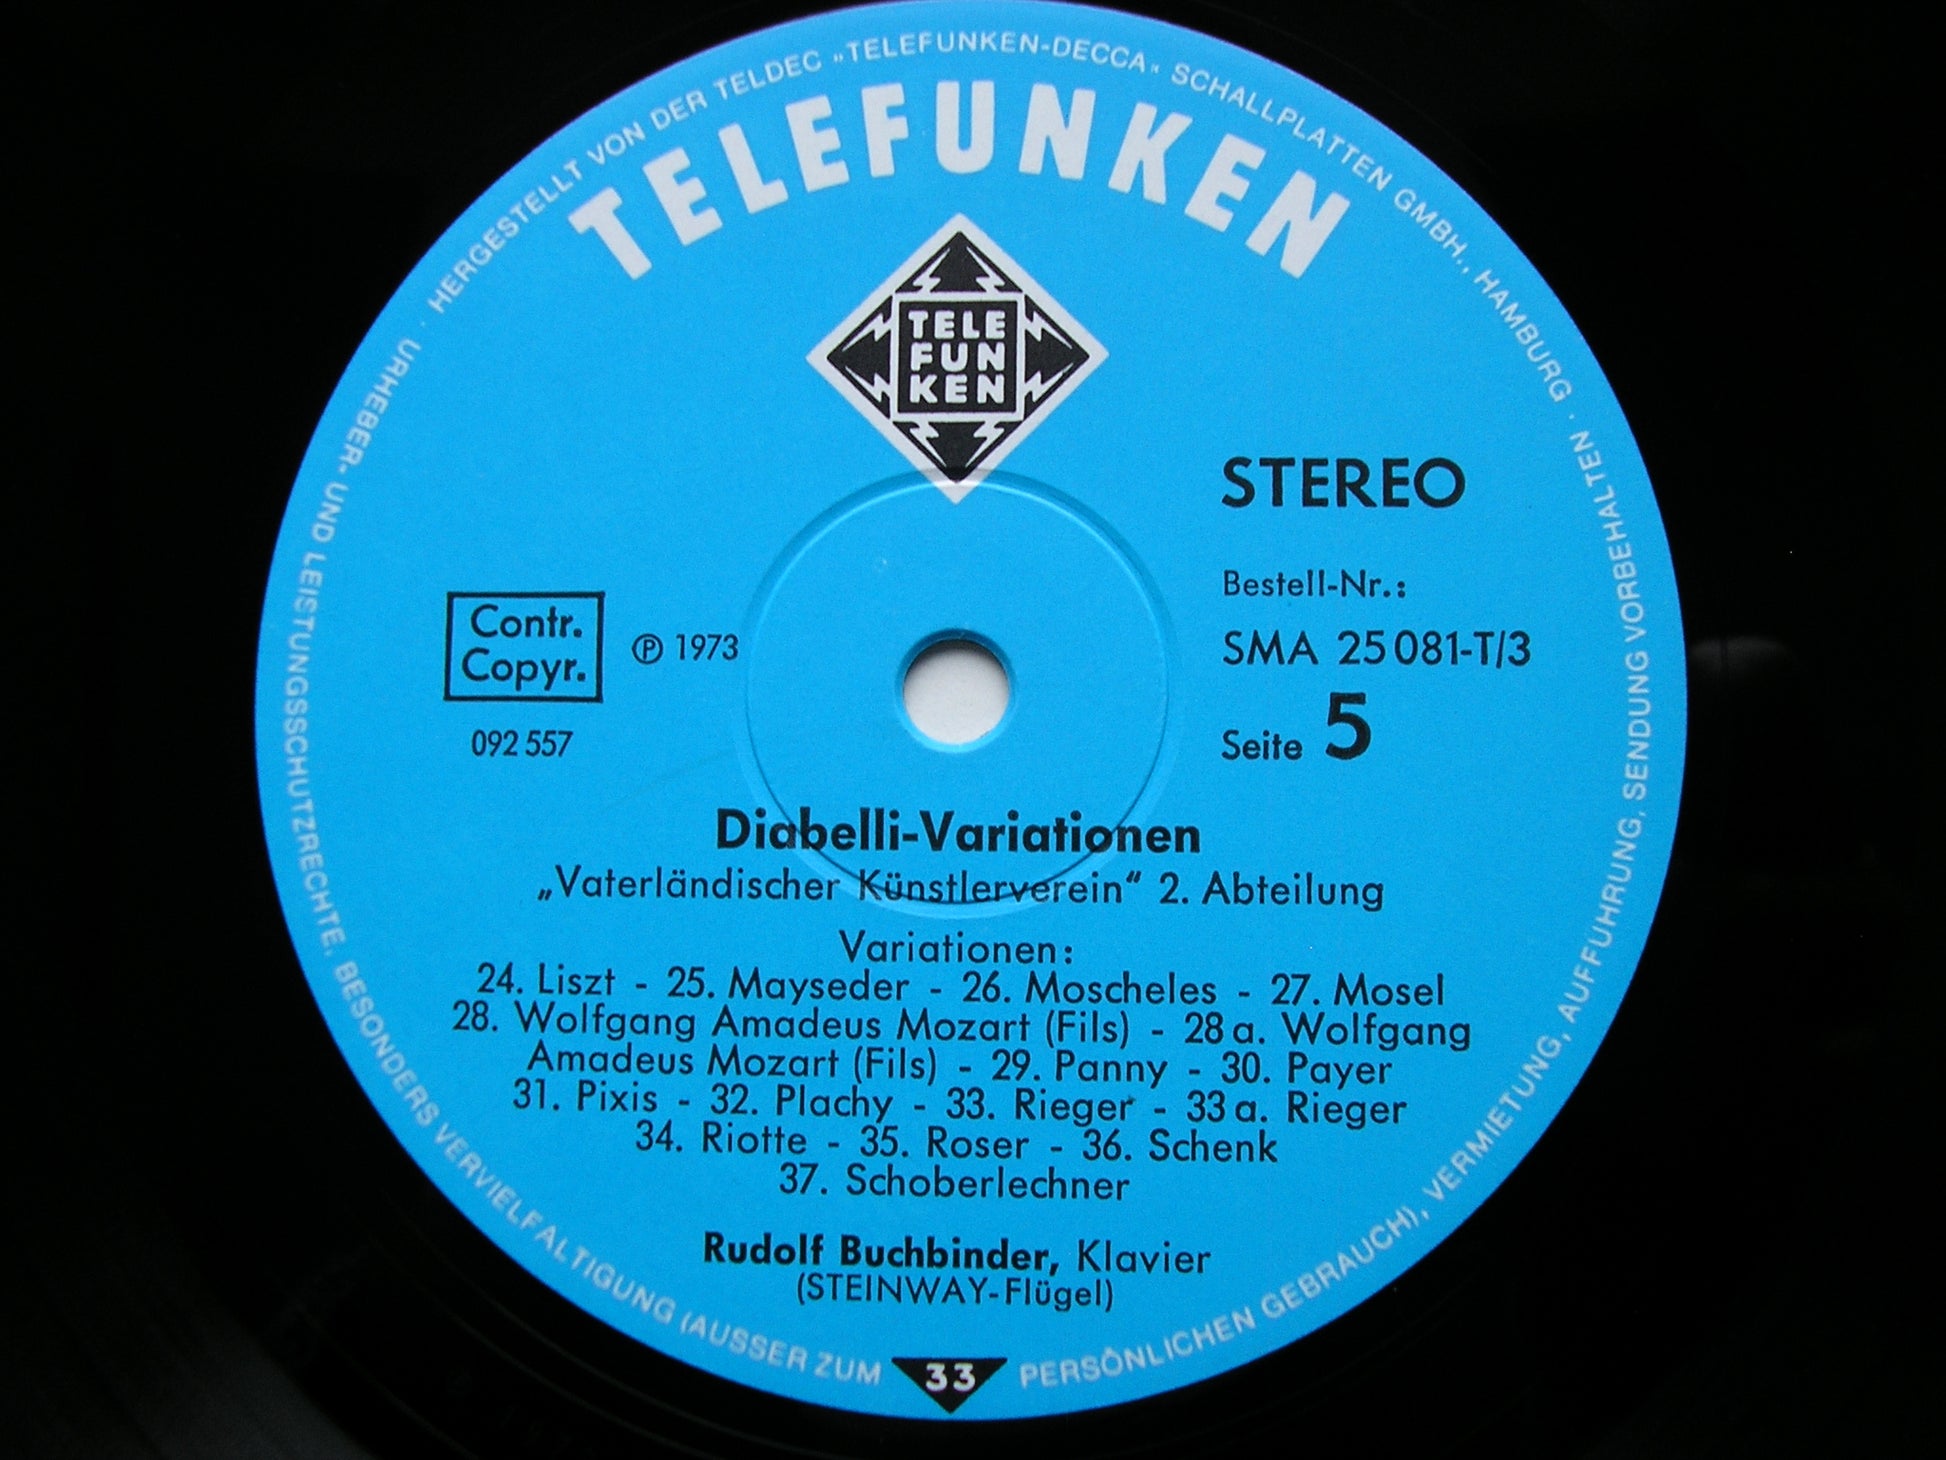 HERGESTELLT VON DER TELDEC »TELEFUNKEN-DECCA« SCHALLPLATTEN GMBH., HAMBURG · URHEBER- UND LEISTUNGSSCHUTZRECHTE, BESONDERS VERVIELFALTIGUNG (AUSSER ZUM PERSÖNLICHEN GEBRAUCH), VERMIETUNG, AUFFÜHRUNG, SENDUNG VORBEHALTEN ·
TELEFUNKEN
TELE
FUN
KEN
STEREO
Bestell-Nr.:
SMA 25 081-T/3
Seite 5
Contr.
Copyr.
℗ 1973
092 557
Diabelli-Variationen
„Vaterländischer Künstlerverein“ 2. Abteilung
Variationen:
24. Liszt - 25. Mayseder - 26. Moscheles - 27. Mosel
28. Wolfgang Amadeus Mozart (Fils) - 28 a. Wolfgang
Amadeus Mozart (Fils) - 29. Panny - 30. Payer
31. Pixis - 32. Plachy - 33. Rieger - 33 a. Rieger
34. Riotte - 35. Roser - 36. Schenk
37. Schoberlechner
Rudolf Buchbinder, Klavier
(STEINWAY-Flügel)
33